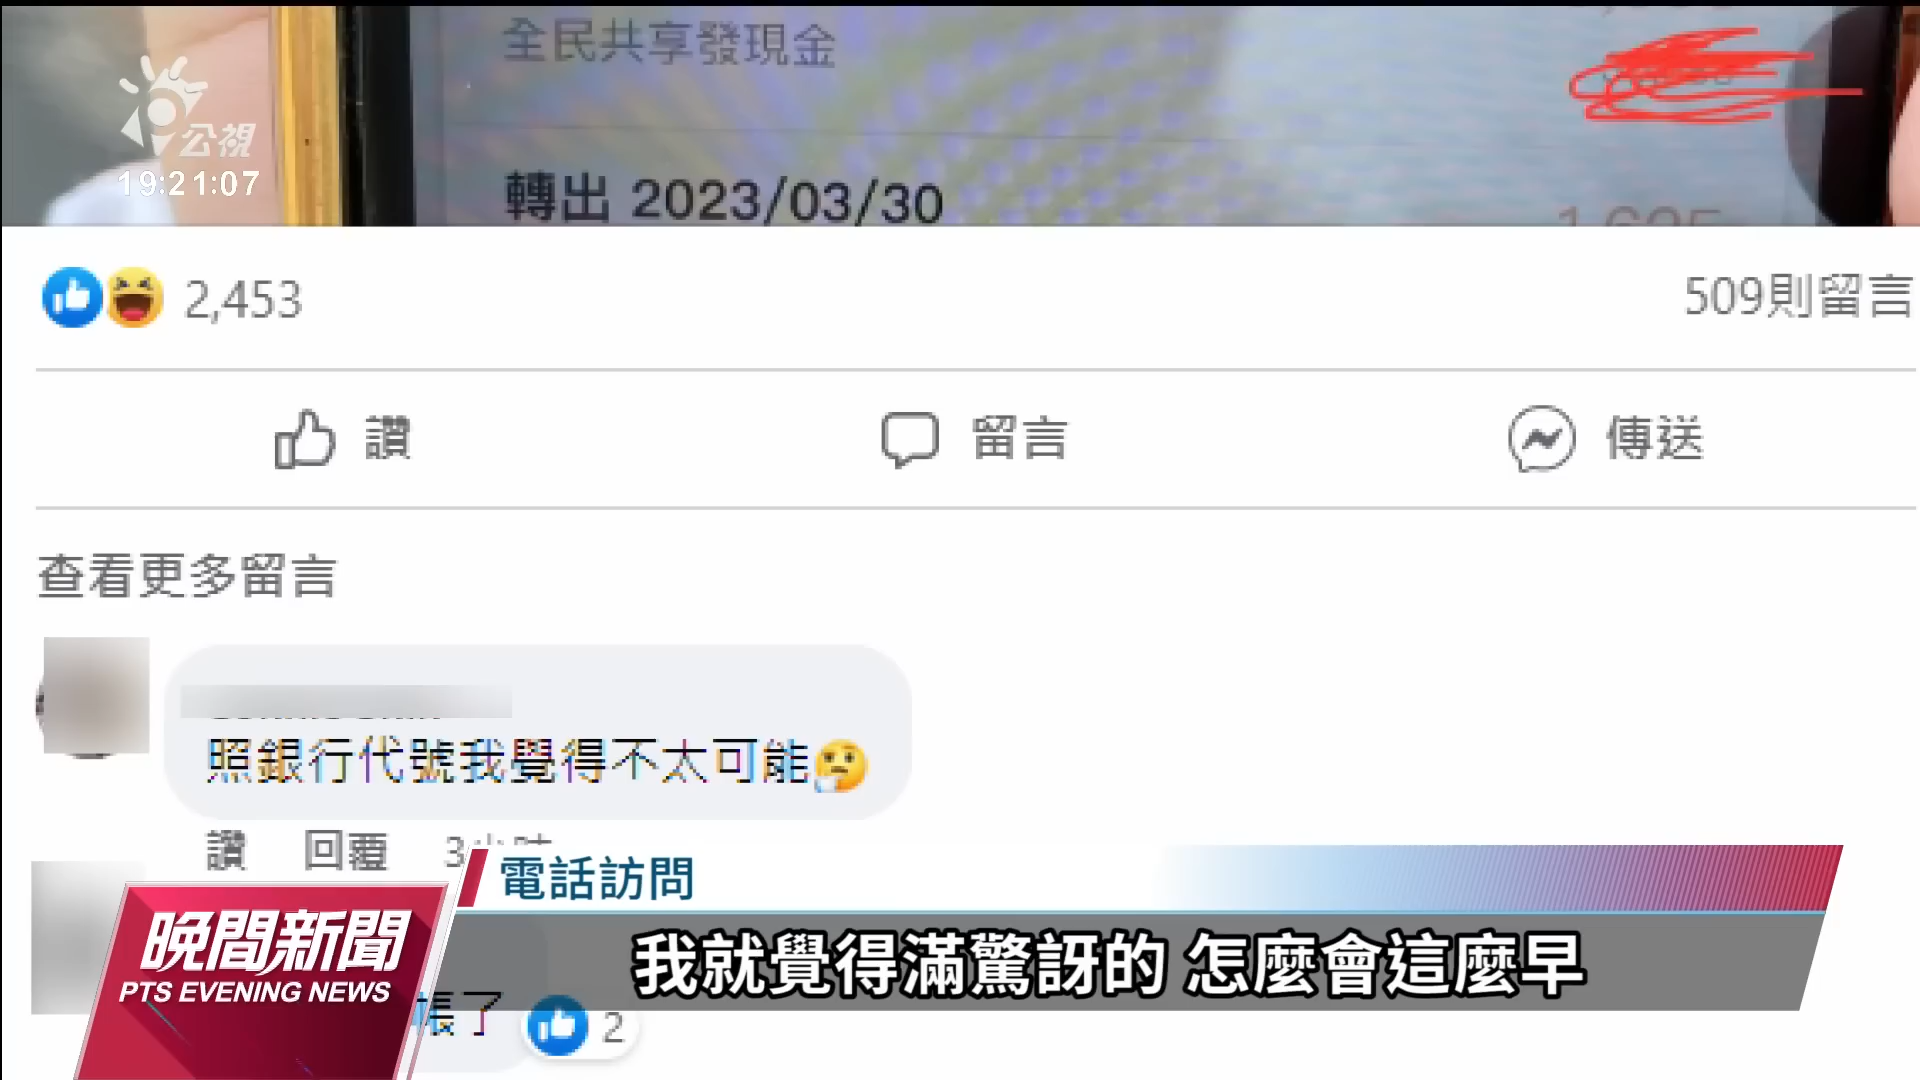 全民共享發現金
公視
19:21:07
轉出 2023/03/30
2,453
509則留言
讚
留言
傳送
查看更多留言
照銀行代號我覺得不太可能
讚 回覆
電話訪問
晚間新聞
我就覺得滿驚訝的 怎麼會這麼早
PTS EVENING NEWS
帳了
2